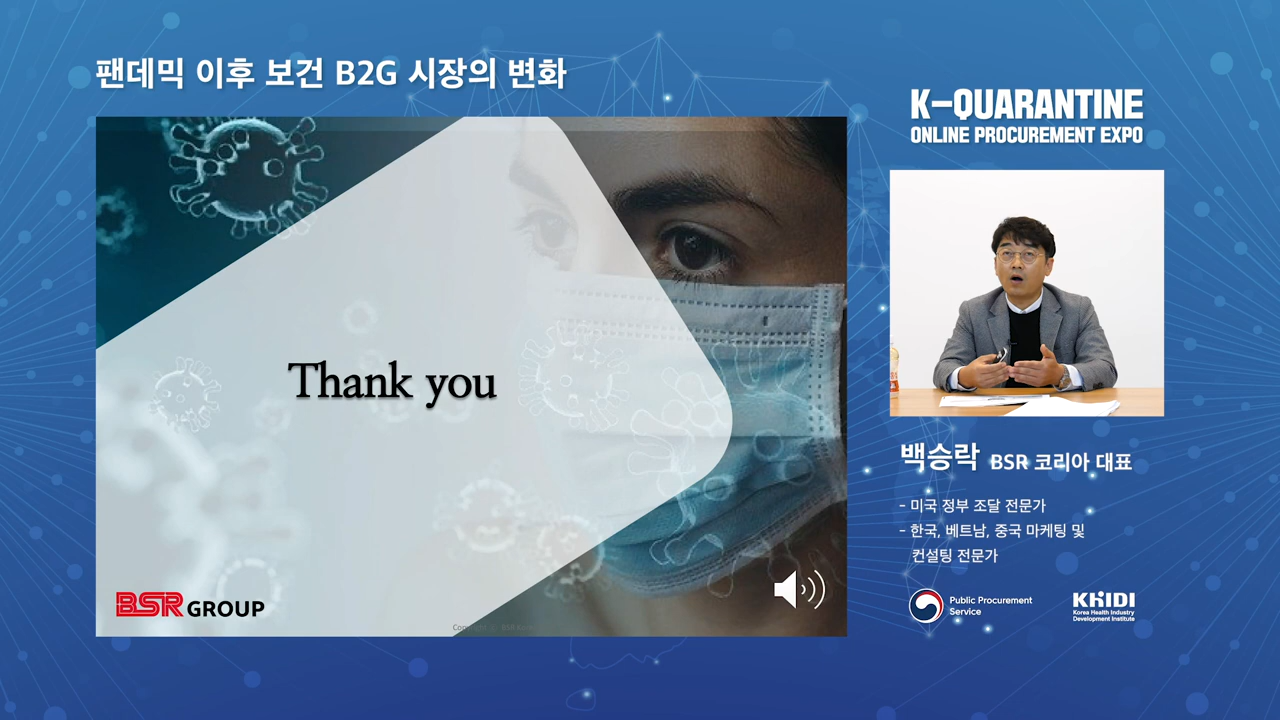 팬데믹 이후 보건 B2G 시장의 변화
K-QUARANTINE
ONLINE PROCUREMENT EXPO
Thank you
BSR GROUP
백승락 BSR 코리아 대표
- 미국 정부 조달 전문가
- 한국, 베트남, 중국 마케팅 및
컨설팅 전문가
Public Procurement
Service
KHIDI
Korea Health Industry
Development Institute